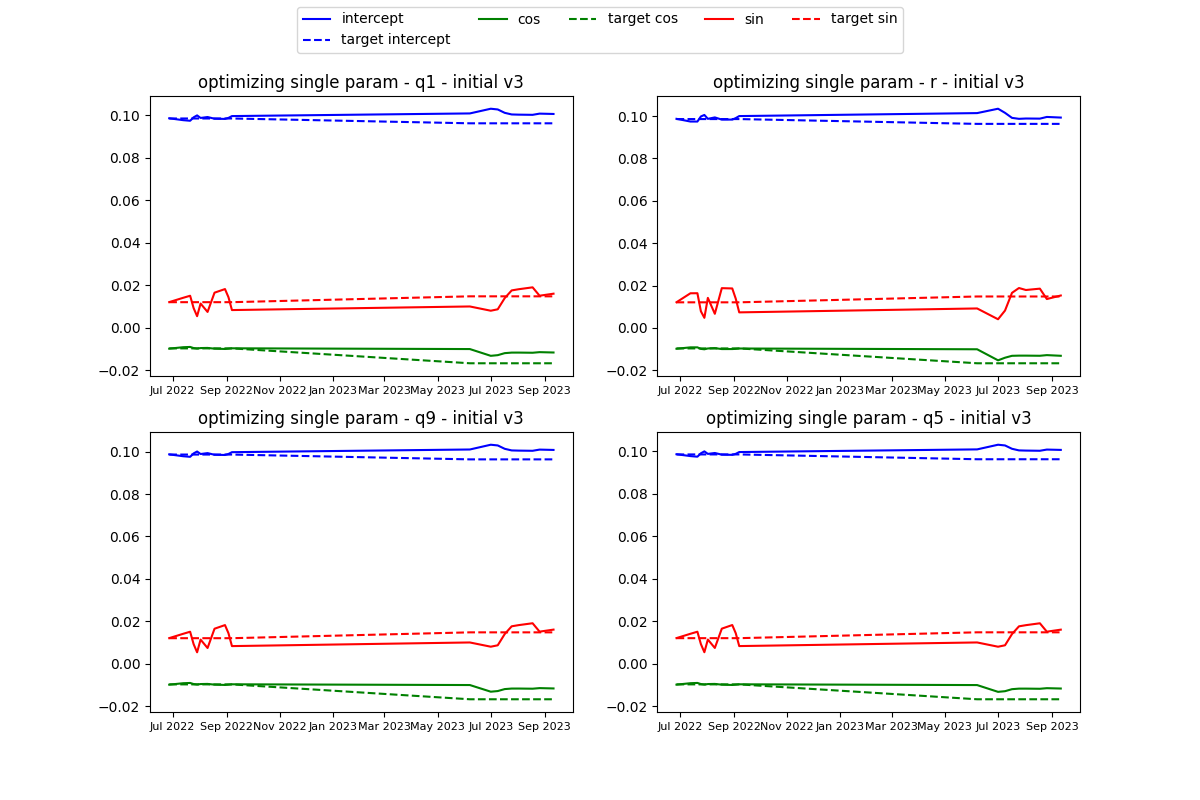 intercept cos target cos sin target sin
target intercept
optimizing single param - q1 - initial v3
optimizing single param - r - initial v3
0.10
0.08
0.06
0.04
0.02
0.00
−0.02
Jul 2022 Sep 2022 Nov 2022 Jan 2023 Mar 2023 May 2023 Jul 2023 Sep 2023
0.10
0.08
0.06
0.04
0.02
0.00
−0.02
Jul 2022 Sep 2022 Nov 2022 Jan 2023 Mar 2023 May 2023 Jul 2023 Sep 2023
optimizing single param - q9 - initial v3
optimizing single param - q5 - initial v3
0.10
0.08
0.06
0.04
0.02
0.00
−0.02
Jul 2022 Sep 2022 Nov 2022 Jan 2023 Mar 2023 May 2023 Jul 2023 Sep 2023
0.10
0.08
0.06
0.04
0.02
0.00
−0.02
Jul 2022 Sep 2022 Nov 2022 Jan 2023 Mar 2023 May 2023 Jul 2023 Sep 2023